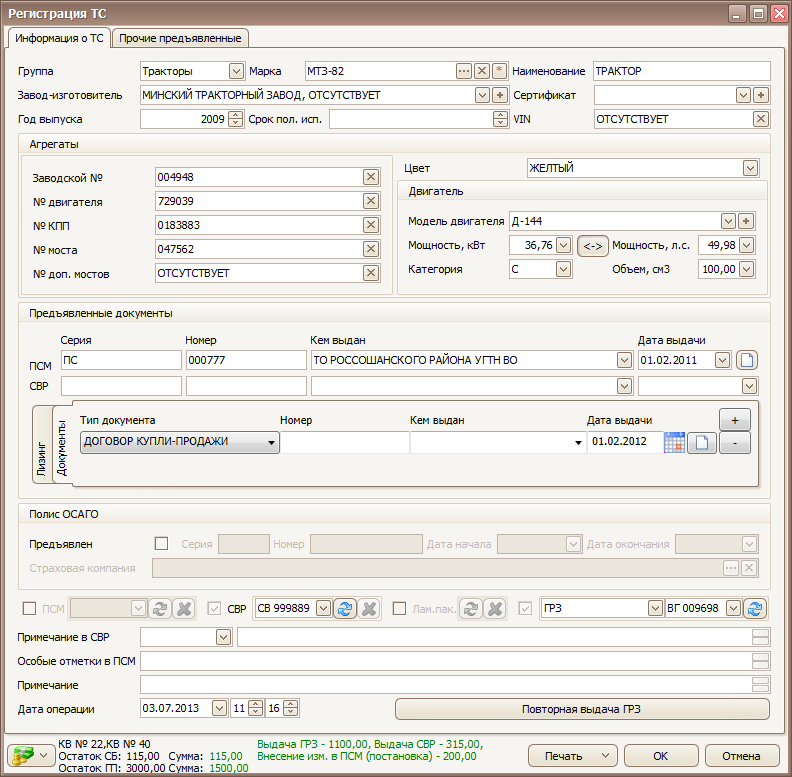 Регистрация ТС
Информация о ТС Прочие предъявленные
Группа Тракторы Марка МТЗ-82 ... * Наименование ТРАКТОР
Завод-изготовитель МИНСКИЙ ТРАКТОРНЫЙ ЗАВОД, ОТСУТСТВУЕТ + Сертификат +
Год выпуска 2009 Срок пол. исп. VIN ОТСУТСТВУЕТ
Агрегаты
Цвет ЖЕЛТЫЙ
Заводской № 004948
Двигатель
№ двигателя 729039
Модель двигателя Д-144 +
№ КПП 0183883
Мощность, кВт 36,76 <-> Мощность, л.с. 49,98
№ моста 047562
Категория C Объем, см3 100,00
№ доп. мостов ОТСУТСТВУЕТ
Предъявленные документы
Серия Номер Кем выдан Дата выдачи
ПСМ ПС 000777 ТО РОССОШАНСКОГО РАЙОНА УГТН ВО 01.02.2011
СВР
Лизинг
Документы
Тип документа Номер Кем выдан Дата выдачи +
ДОГОВОР КУПЛИ-ПРОДАЖИ 01.02.2012 -
Полис ОСАГО
Предъявлен Серия Номер Дата начала Дата окончания
Страховая компания ...
ПСМ СВР СВ 999889 Лам.пак. ГРЗ ВГ 009698
Примечание в СВР
Особые отметки в ПСМ
Примечание
Дата операции 03.07.2013 11 16 Повторная выдача ГРЗ
КВ № 22,КВ № 40
Остаток СБ: 115,00 Сумма: 115,00
Остаток ГП: 3000,00 Сумма: 1500,00
Выдача ГРЗ - 1100,00, Выдача СВР - 315,00,
Внесение изм. в ПСМ (постановка) - 200,00
Печать ОК Отмена